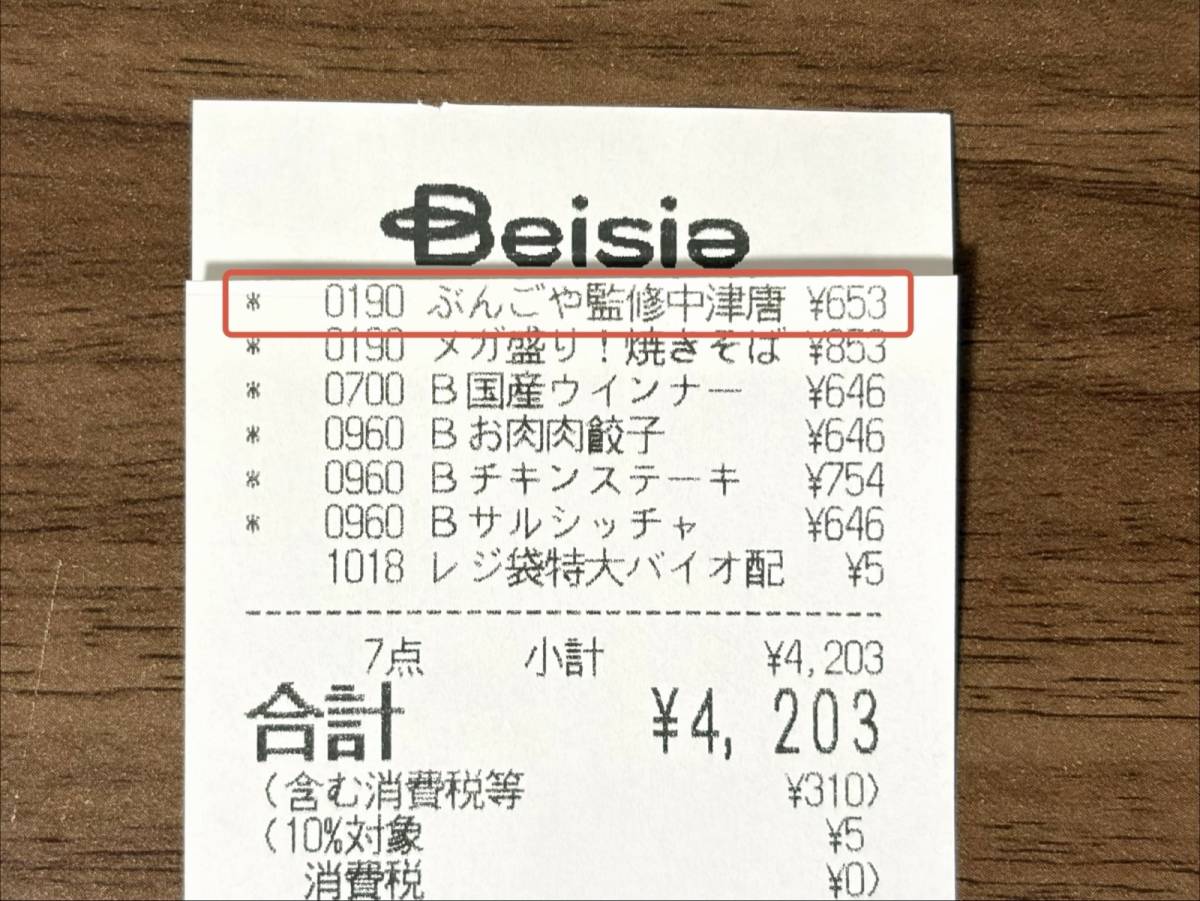 Beisia
* 0190 ぶんごや監修中津唐 ¥653
* 0190 メガ盛り！焼きそば ¥853
* 0700 B国産ウインナー ¥646
* 0960 Bお肉肉餃子 ¥646
* 0960 Bチキンステーキ ¥754
* 0960 Bサルシッチャ ¥646
1018 レジ袋特大バイオ配 ¥5
7点 小計 ¥4,203
合計 ¥4,203
(含む消費税等 ¥310)
(10%対象 ¥5
消費税 ¥0)